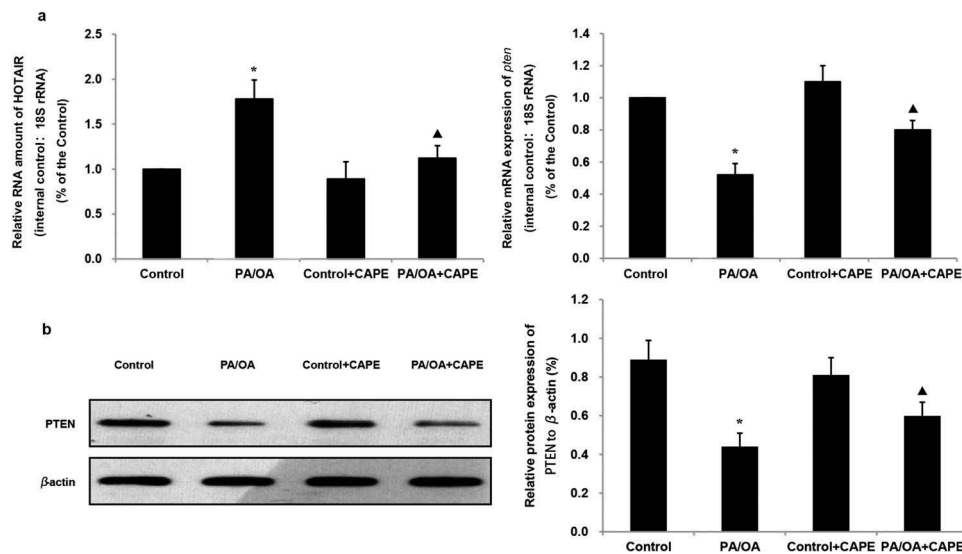 a
Relative RNA amount of HOTAIR
(internal control: 18S rRNA)
(% of the Control)
2.5
2.0
1.5
1.0
0.5
0.0
*
▲
Control
PA/OA
Control+CAPE
PA/OA+CAPE
Relative mRNA expression of pten
(internal control: 18S rRNA)
(% of the Control)
1.4
1.2
1.0
0.8
0.6
0.4
0.2
0.0
*
▲
Control
PA/OA
Control+CAPE
PA/OA+CAPE
b
Control
PA/OA
Control+CAPE
PA/OA+CAPE
PTEN
β-actin
Relative protein expression of
PTEN to β-actin (%)
1.2
1.0
0.8
0.6
0.4
0.2
0.0
*
▲
Control
PA/OA
Control+CAPE
PA/OA+CAPE